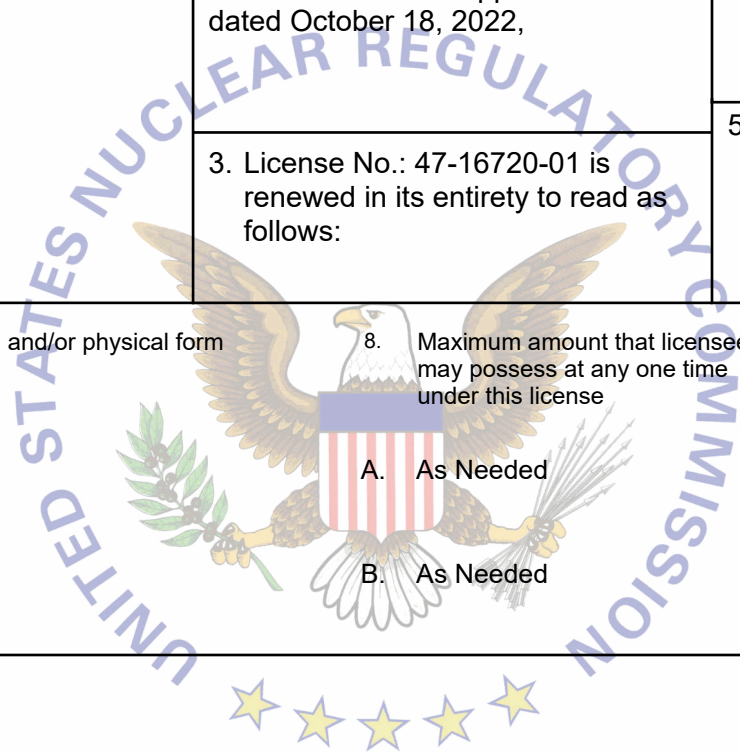 dated October 18, 2022,
5
3. License No.: 47-16720-01 is
renewed in its entirety to read as
follows:
and/or physical form
8. Maximum amount that licensee
may possess at any one time
under this license
A. As Needed
B. As Needed
UNITED STATES NUCLEAR REGULATORY COMMISSION